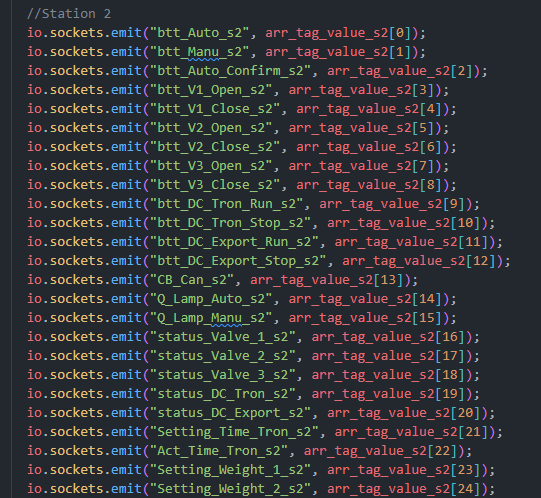 //Station 2
io.sockets.emit("btt_Auto_s2", arr_tag_value_s2[0]);
io.sockets.emit("btt_Manu_s2", arr_tag_value_s2[1]);
io.sockets.emit("btt_Auto_Confirm_s2", arr_tag_value_s2[2]);
io.sockets.emit("btt_V1_Open_s2", arr_tag_value_s2[3]);
io.sockets.emit("btt_V1_Close_s2", arr_tag_value_s2[4]);
io.sockets.emit("btt_V2_Open_s2", arr_tag_value_s2[5]);
io.sockets.emit("btt_V2_Close_s2", arr_tag_value_s2[6]);
io.sockets.emit("btt_V3_Open_s2", arr_tag_value_s2[7]);
io.sockets.emit("btt_V3_Close_s2", arr_tag_value_s2[8]);
io.sockets.emit("btt_DC_Tron_Run_s2", arr_tag_value_s2[9]);
io.sockets.emit("btt_DC_Tron_Stop_s2", arr_tag_value_s2[10]);
io.sockets.emit("btt_DC_Export_Run_s2", arr_tag_value_s2[11]);
io.sockets.emit("btt_DC_Export_Stop_s2", arr_tag_value_s2[12]);
io.sockets.emit("CB_Can_s2", arr_tag_value_s2[13]);
io.sockets.emit("Q_Lamp_Auto_s2", arr_tag_value_s2[14]);
io.sockets.emit("Q_Lamp_Manu_s2", arr_tag_value_s2[15]);
io.sockets.emit("status_Valve_1_s2", arr_tag_value_s2[16]);
io.sockets.emit("status_Valve_2_s2", arr_tag_value_s2[17]);
io.sockets.emit("status_Valve_3_s2", arr_tag_value_s2[18]);
io.sockets.emit("status_DC_Tron_s2", arr_tag_value_s2[19]);
io.sockets.emit("status_DC_Export_s2", arr_tag_value_s2[20]);
io.sockets.emit("Setting_Time_Tron_s2", arr_tag_value_s2[21]);
io.sockets.emit("Act_Time_Tron_s2", arr_tag_value_s2[22]);
io.sockets.emit("Setting_Weight_1_s2", arr_tag_value_s2[23]);
io.sockets.emit("Setting_Weight_2_s2", arr_tag_value_s2[24]);